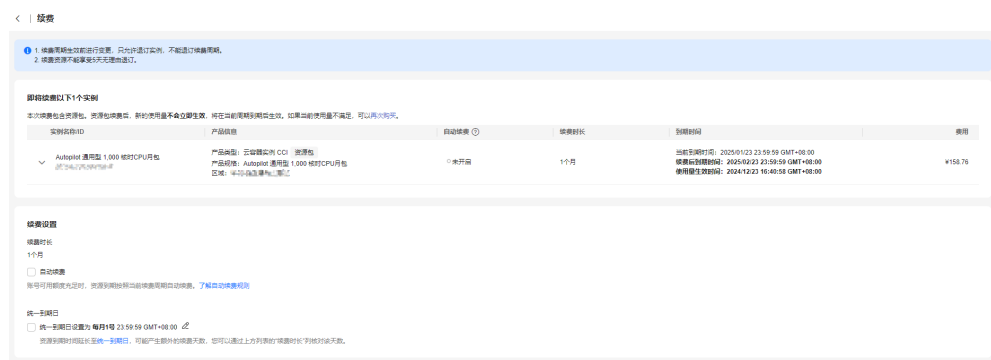 续费
1. 续费周期生效前进行变更，只允许退订实例，不能退订续费周期。
2. 续费资源不能享受5天无理由退订。
即将续费以下1个实例
本次续费包含资源包。资源包续费后，新的使用量不会立即生效，将在当前周期到期后生效。如果当前使用量不满足，可以再次购买。
实例名称/ID 产品信息 自动续费 续费时长 到期时间 费用
Autopilot 通用型 1,000 核时CPU月包
产品类型：云容器实例 CCI 资源包
产品规格：Autopilot 通用型 1,000 核时CPU月包
区域：
未开启
1个月
当前到期时间：2025/01/23 23:59:59 GMT+08:00
续费后到期时间：2025/02/23 23:59:59 GMT+08:00
使用量生效时间：2024/12/23 16:40:58 GMT+08:00
¥158.76
续费设置
续费时长
1个月
自动续费
账号可用额度充足时，资源到期按照当前续费周期自动续费。了解自动续费规则
统一到期日
统一到期日设置为 每月1号 23:59:59 GMT+08:00
资源到期时间延长至统一到期日，可能产生额外的续费天数，您可以通过上方列表的“续费时长”列核对该天数。